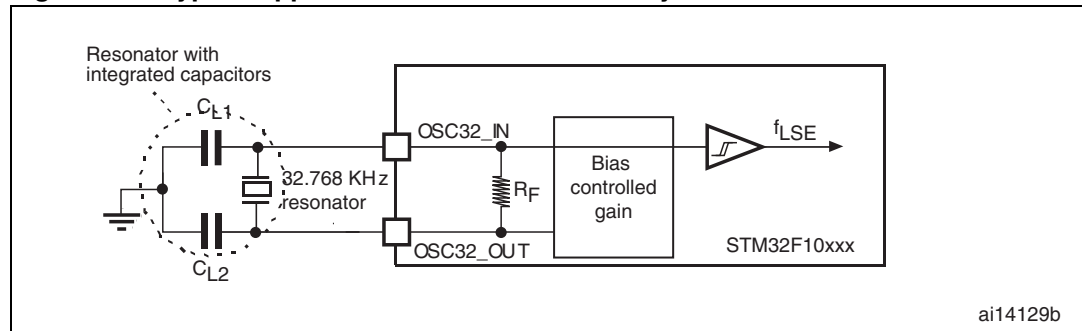 Resonator with
integrated capacitors
CL1
OSC32_IN
fLSE
32.768 KHz
resonator
RF
Bias
controlled
gain
OSC32_OUT
STM32F10xxx
CL2
ai14129b